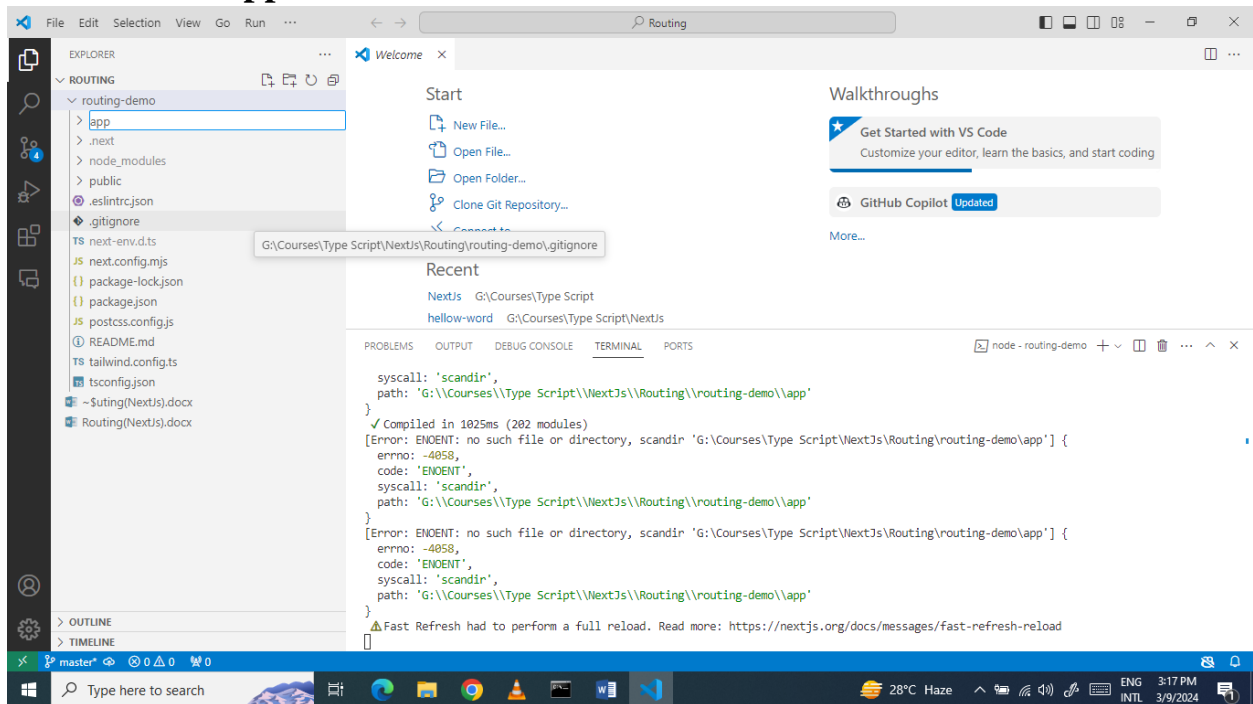 File Edit Selection View Go Run ...
Routing
EXPLORER ...
Welcome
ROUTING
routing-demo
app
.next
node_modules
public
.eslintrc.json
.gitignore
TS next-env.d.ts
JS next.config.mjs
{} package-lock.json
{} package.json
JS postcss.config.js
README.md
TS tailwind.config.ts
tsconfig.json
~$uting(NextJs).docx
Routing(NextJs).docx
4
Start
New File...
Open File...
Open Folder...
Clone Git Repository...
G:\Courses\Type Script\NextJs\Routing\routing-demo\.gitignore
Recent
NextJs G:\Courses\Type Script
hellow-word G:\Courses\Type Script\NextJs
Walkthroughs
Get Started with VS Code
Customize your editor, learn the basics, and start coding
GitHub Copilot Updated
More...
PROBLEMS OUTPUT DEBUG CONSOLE TERMINAL PORTS
node - routing-demo
syscall: 'scandir',
path: 'G:\\Courses\\Type Script\\NextJs\\Routing\\routing-demo\\app'
}
✓ Compiled in 1025ms (202 modules)
[Error: ENOENT: no such file or directory, scandir 'G:\Courses\Type Script\NextJs\Routing\routing-demo\app'] {
errno: -4058,
code: 'ENOENT',
syscall: 'scandir',
path: 'G:\\Courses\\Type Script\\NextJs\\Routing\\routing-demo\\app'
}
[Error: ENOENT: no such file or directory, scandir 'G:\Courses\Type Script\NextJs\Routing\routing-demo\app'] {
errno: -4058,
code: 'ENOENT',
syscall: 'scandir',
path: 'G:\\Courses\\Type Script\\NextJs\\Routing\\routing-demo\\app'
}
⚠ Fast Refresh had to perform a full reload. Read more: https://nextjs.org/docs/messages/fast-refresh-reload
OUTLINE
TIMELINE
master* 0 0 0
Type here to search
28°C Haze
ENG
INTL
3:17 PM
3/9/2024
1